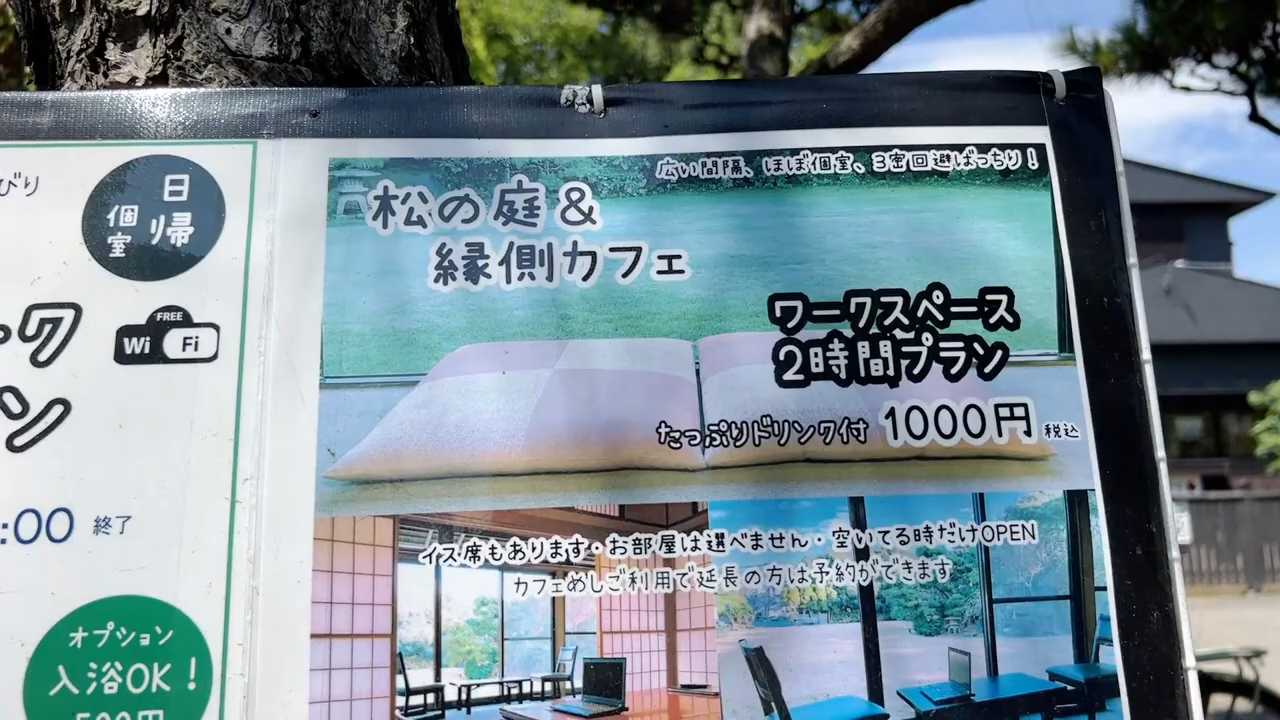 びり
日帰
個室
FREE
Wi Fi
ーク
ン
:00 終了
オプション
入浴OK!
500円
広い間隔、ほぼ個室、3密回避ばっちり!
松の庭&
縁側カフェ
ワークスペース
2時間プラン
たっぷりドリンク付 1000円 税込
イス席もあります・お部屋は選べません・空いてる時だけOPEN
カフェめしご利用で延長の方は予約ができます